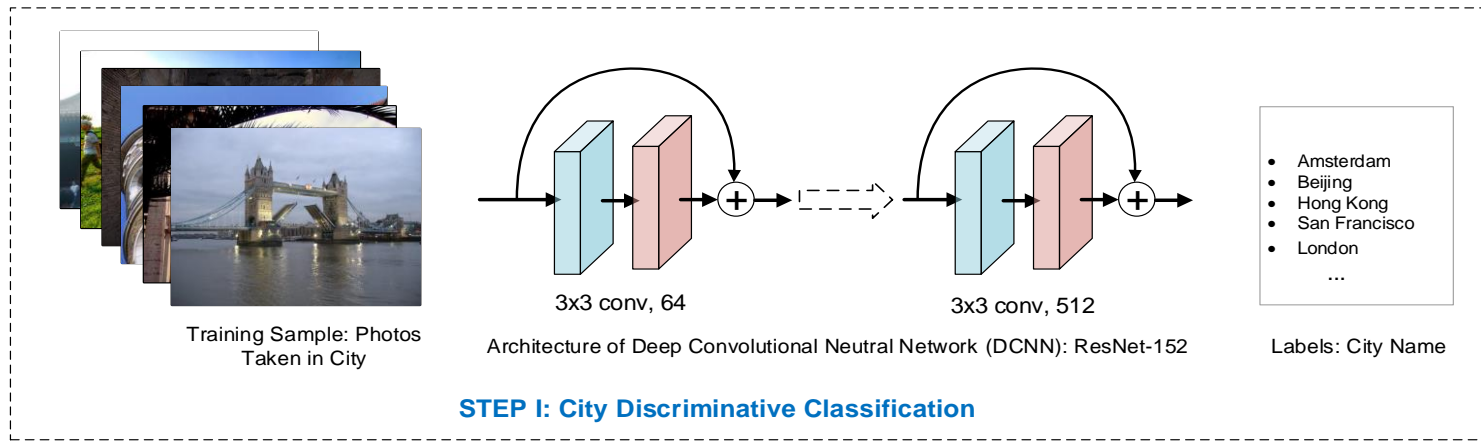 Training Sample: Photos
Taken in City
+
3x3 conv, 64
+
3x3 conv, 512
Architecture of Deep Convolutional Neutral Network (DCNN): ResNet-152
• Amsterdam
• Beijing
• Hong Kong
• San Francisco
• London
...
Labels: City Name
STEP I: City Discriminative Classification